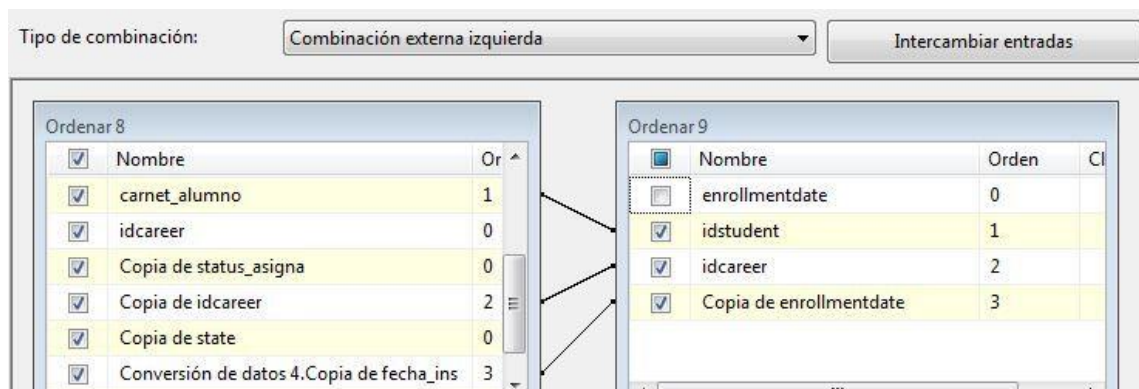 Tipo de combinación: Combinación externa izquierda Intercambiar entradas
Ordenar 8 Ordenar 9
Nombre Or Nombre Orden Cl
carnet_alumno 1 enrollmentdate 0
idcareer 0 idstudent 1
Copia de status_asigna 0 idcareer 2
Copia de idcareer 2 Copia de enrollmentdate 3
Copia de state 0
Conversión de datos 4.Copia de fecha_ins 3